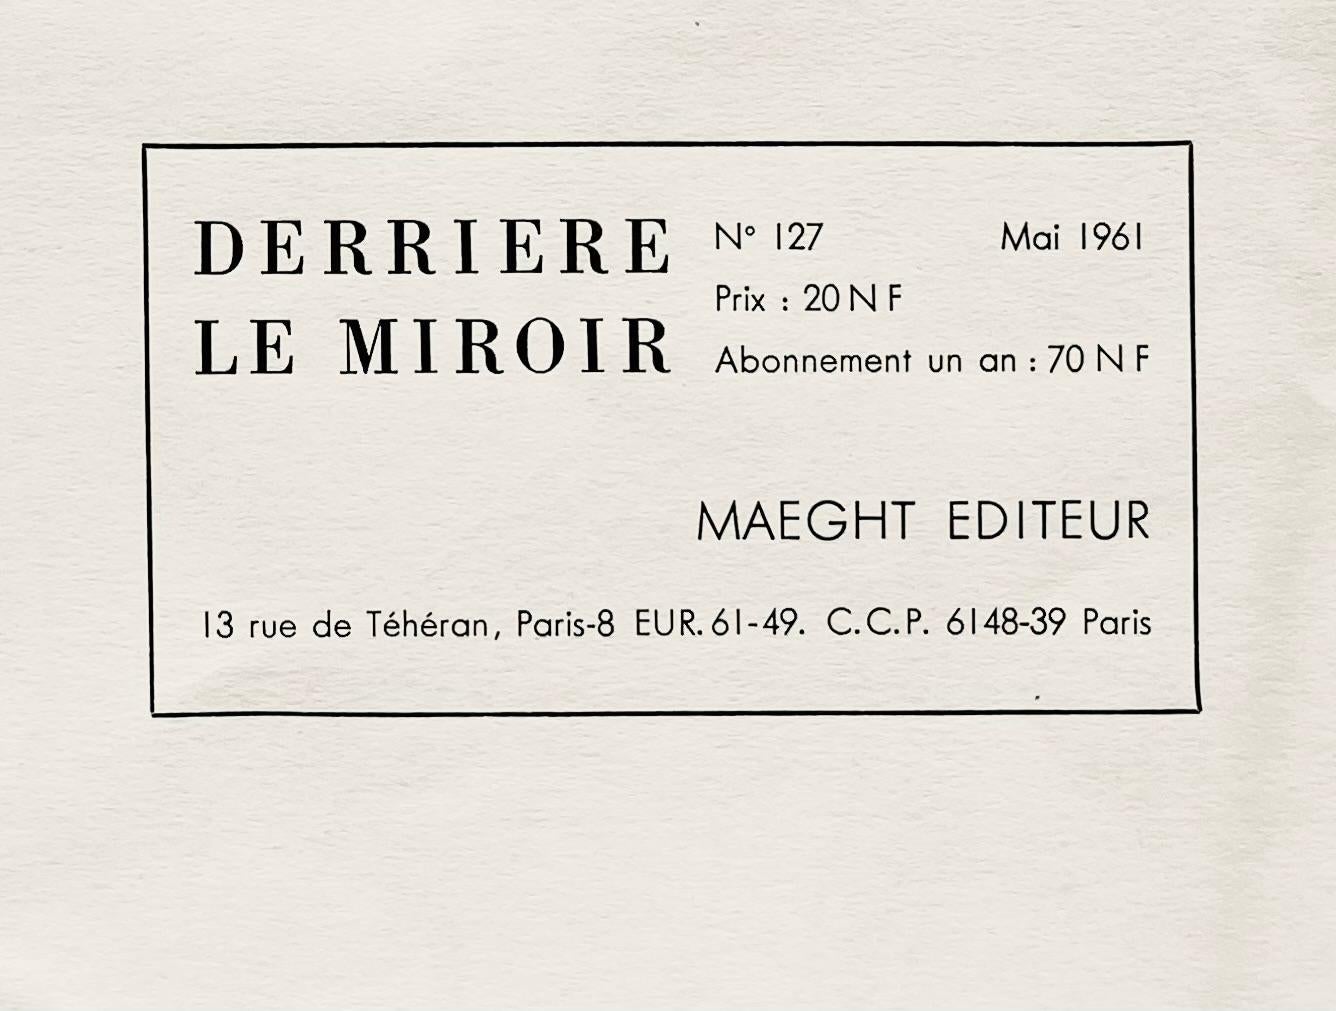 DERRIERE
LE MIROIR
N° 127 Mai 1961
Prix : 20 N F
Abonnement un an : 70 N F
MAEGHT EDITEUR
13 rue de Téhéran, Paris-8 EUR. 61-49. C.C.P. 6148-39 Paris